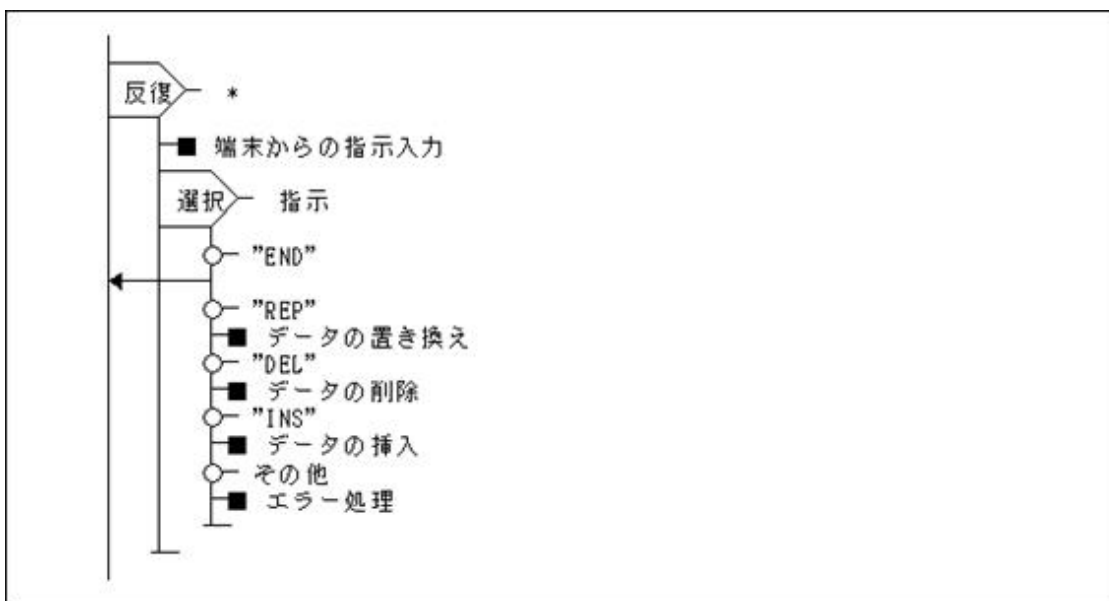 反復 *
端末からの指示入力
選択 指示
”END”
”REP”
データの置き換え
”DEL”
データの削除
”INS”
データの挿入
その他
エラー処理